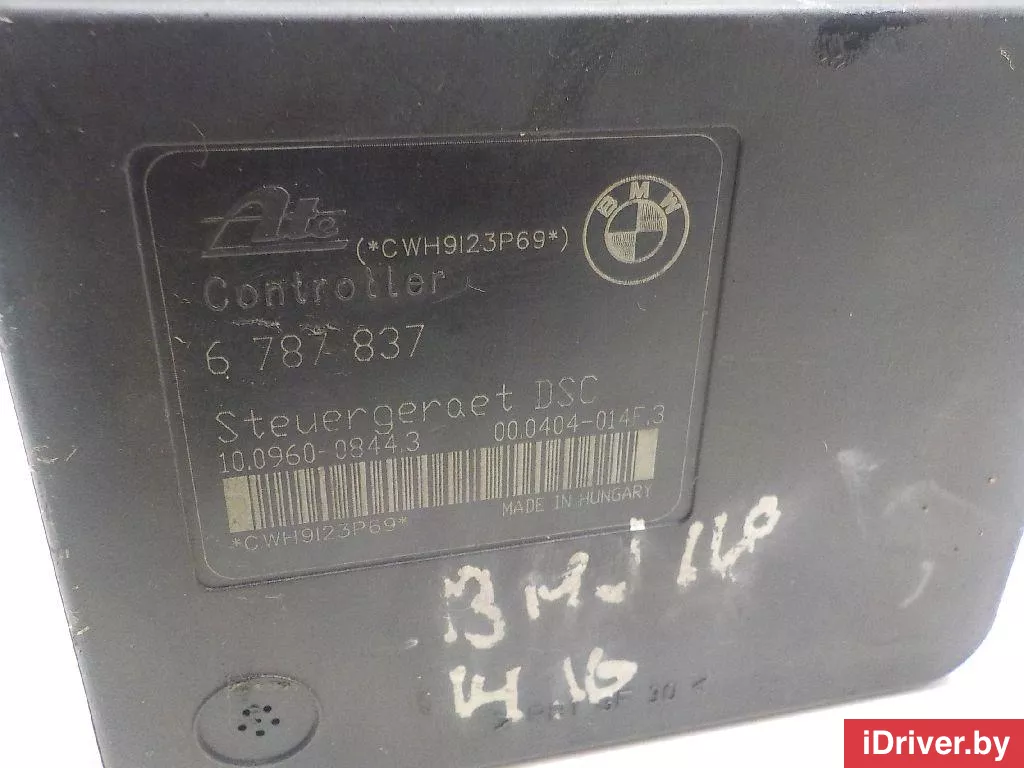 Ate
(*CWH9I23P69*)
BMW
Controller
6 787 837
Steuergeraet DSC
10.0960-0844.3
00.0404-014F.3
MADE IN HUNGARY
*CWH9I23P69*
iDriver.by